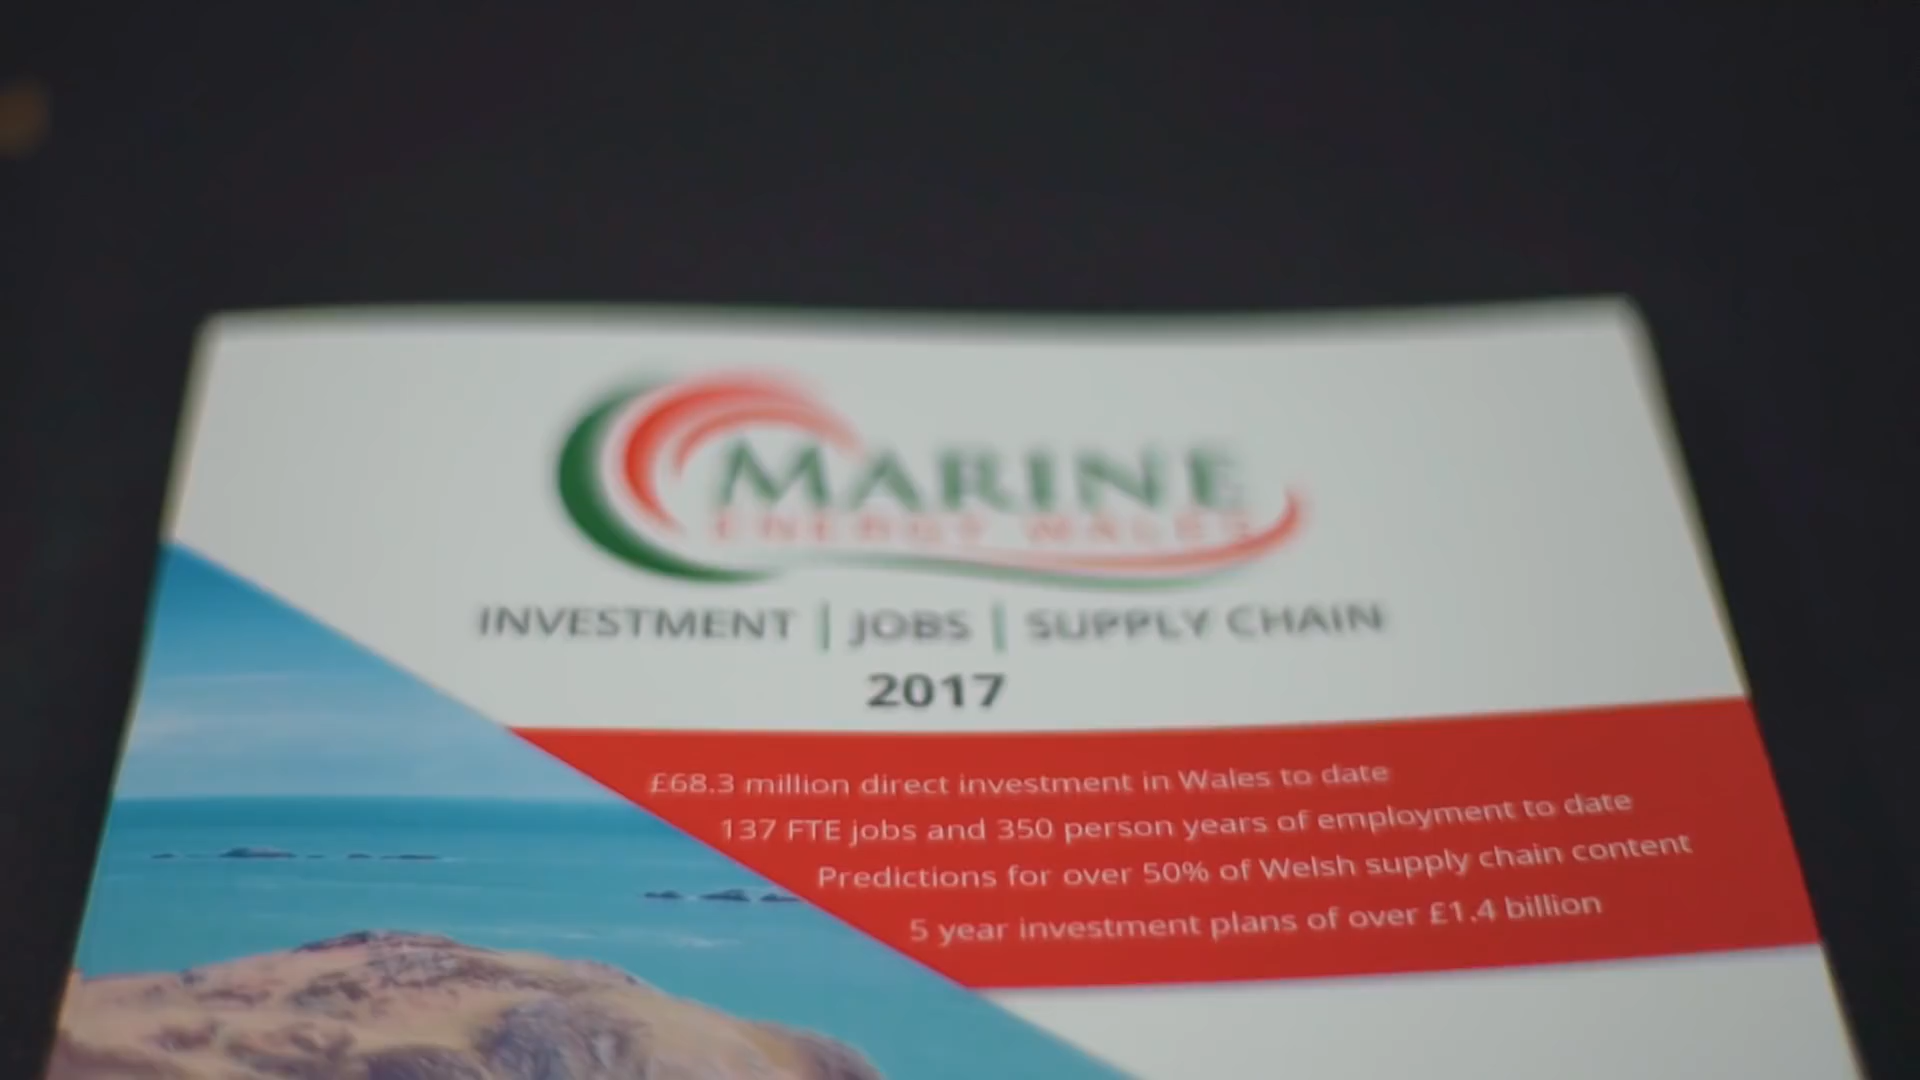 MARINE
ENERGY WALES
INVESTMENT | JOBS | SUPPLY CHAIN
2017
£68.3 million direct investment in Wales to date
137 FTE jobs and 350 person years of employment to date
Predictions for over 50% of Welsh supply chain content
5 year investment plans of over £1.4 billion